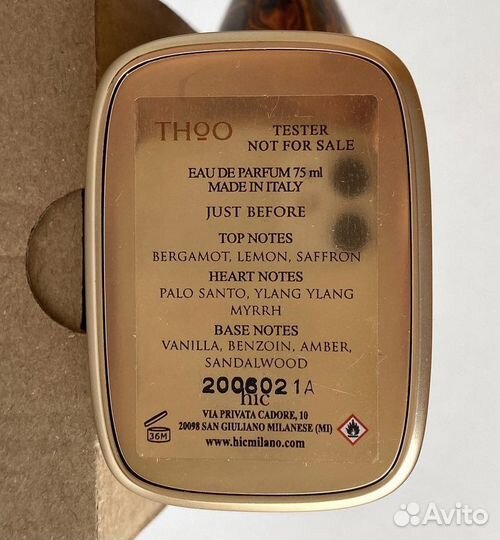 THoO
TESTER
NOT FOR SALE
EAU DE PARFUM 75 ml
MADE IN ITALY
JUST BEFORE
TOP NOTES
BERGAMOT, LEMON, SAFFRON
HEART NOTES
PALO SANTO, YLANG YLANG
MYRRH
BASE NOTES
VANILLA, BENZOIN, AMBER,
SANDALWOOD
2006021A
hic
VIA PRIVATA CADORE, 10
20098 SAN GIULIANO MILANESE (MI)
www.hicmilano.com
36M
Avito